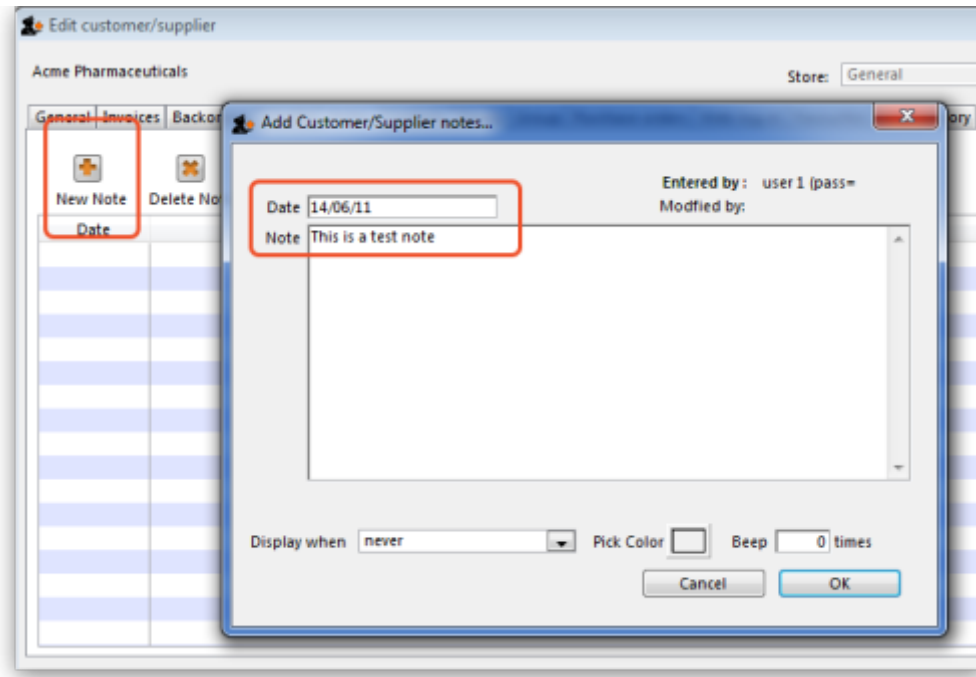 Edit customer/supplier
Acme Pharmaceuticals
Store: General
General Invoices Backor
Add Customer/Supplier notes...
ory
New Note Delete No
Date
Entered by: user 1 (pass=
Modfied by:
Date 14/06/11
Note This is a test note
Display when never Pick Color Beep 0 times
Cancel OK